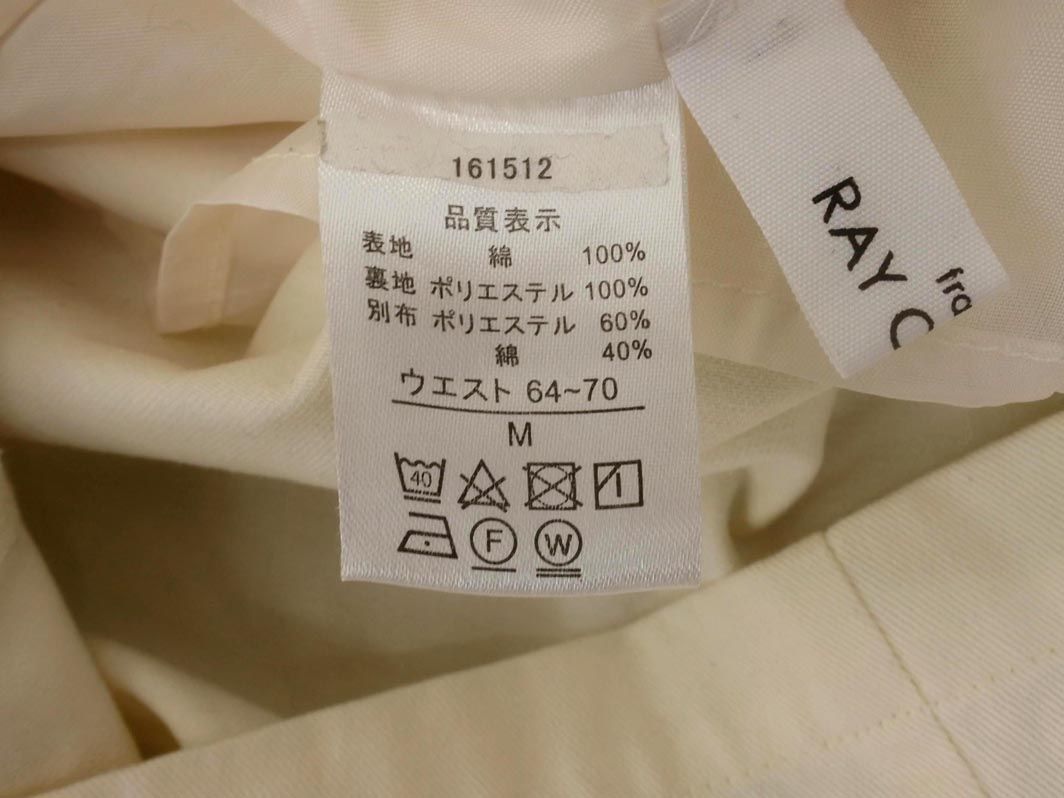 161512
品質表示
表地 綿 100%
裏地 ポリエステル 100%
別布 ポリエステル 60%
綿 40%
ウエスト 64~70
M
40
F W
RAY C
fro